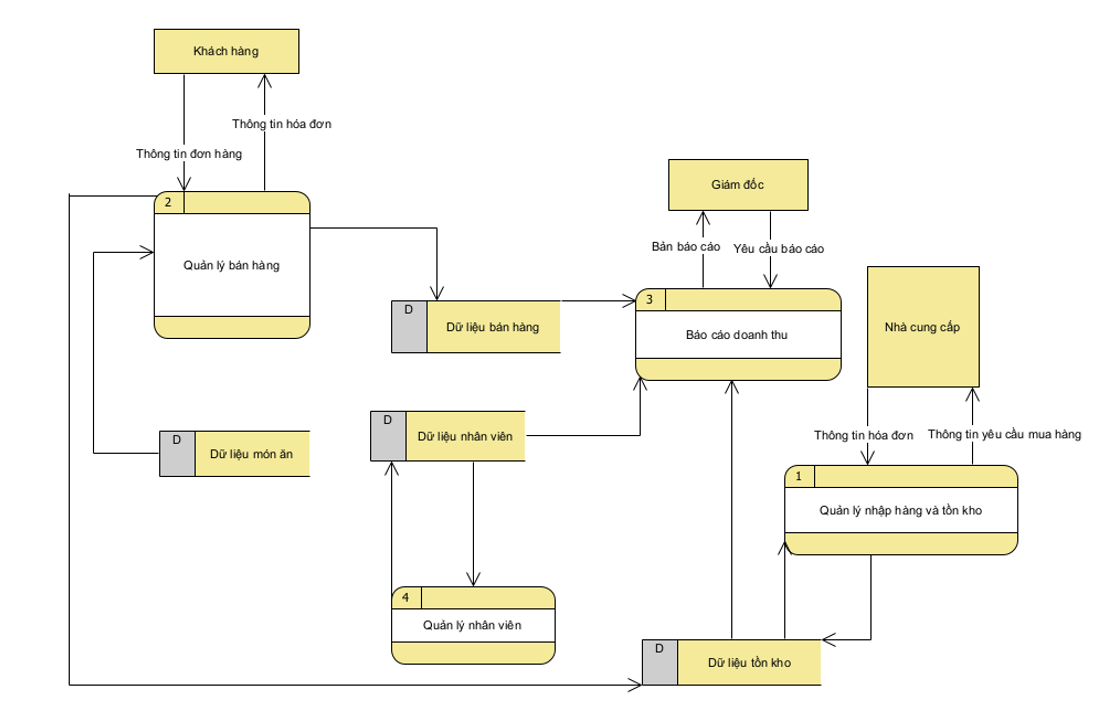 Khách hàng
Thông tin hóa đơn
Thông tin đơn hàng
2
Quản lý bán hàng
Giám đốc
Bản báo cáo
Yêu cầu báo cáo
3
Báo cáo doanh thu
D
Dữ liệu bán hàng
Nhà cung cấp
D
Dữ liệu nhân viên
D
Dữ liệu món ăn
Thông tin hóa đơn
Thông tin yêu cầu mua hàng
1
Quản lý nhập hàng và tồn kho
4
Quản lý nhân viên
D
Dữ liệu tồn kho